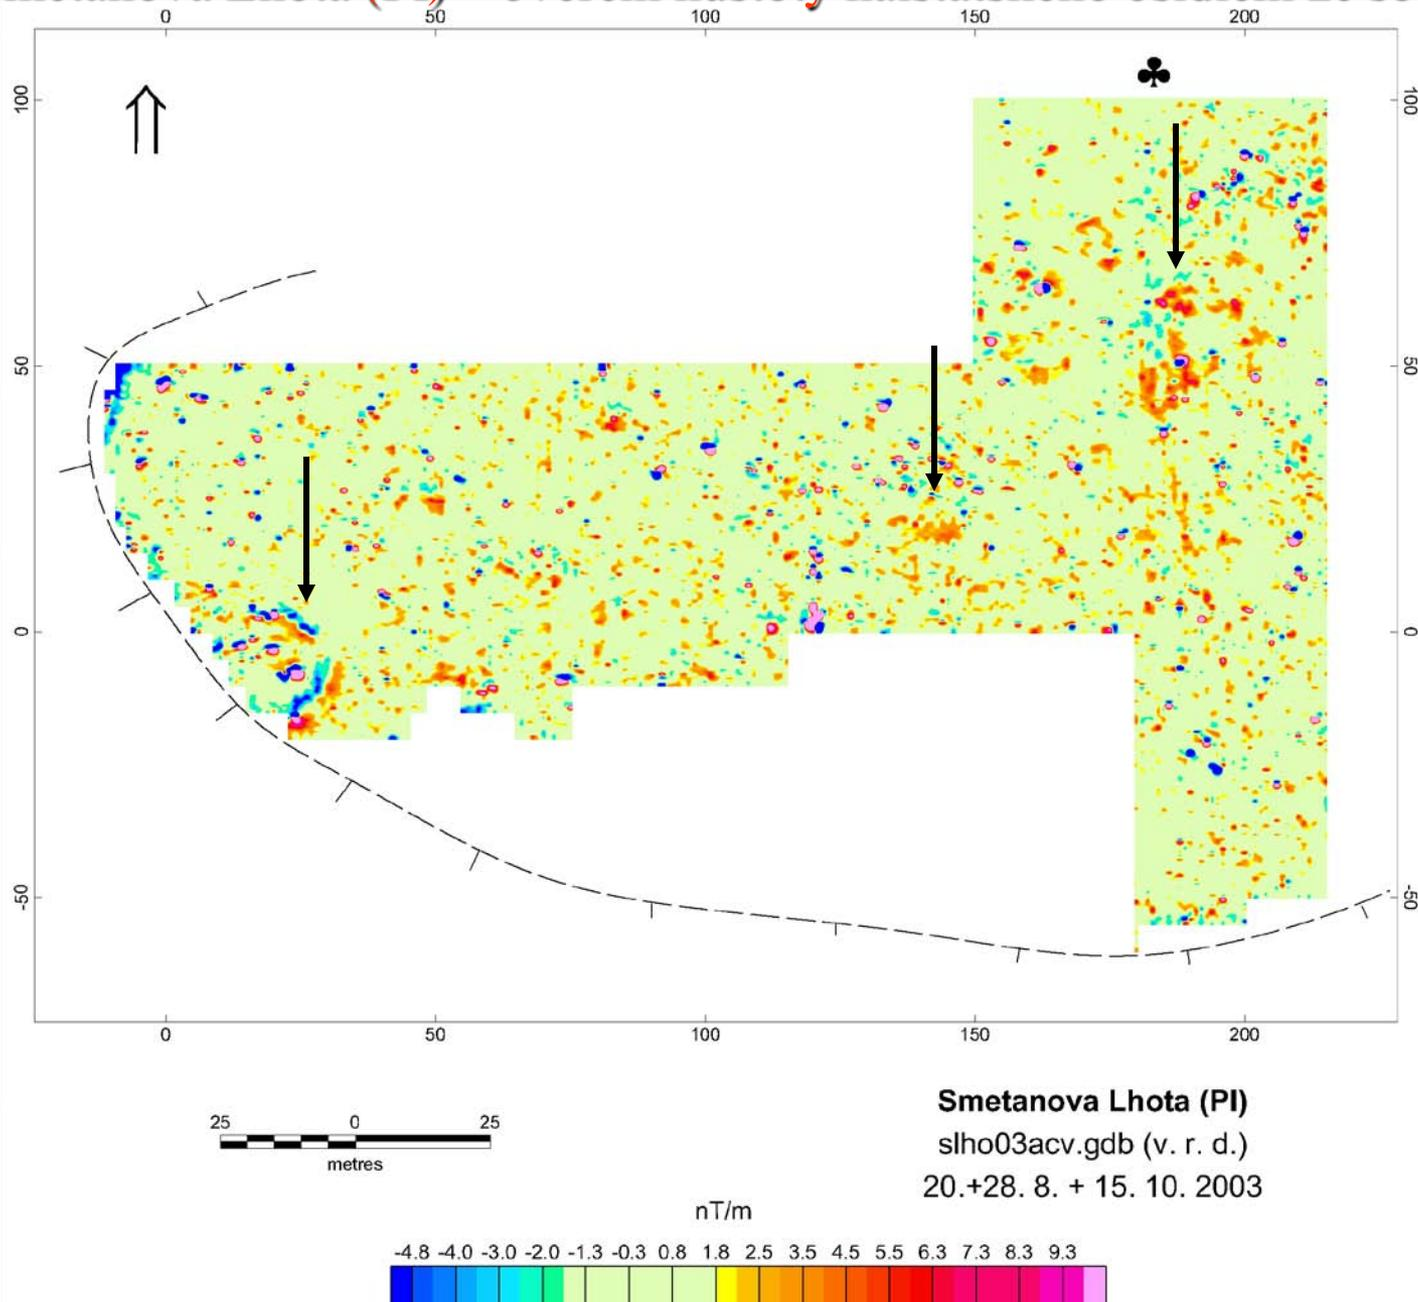 (PI)
0 50 100 150 200
100 100
50 50
0 0
-50 -50
0 50 100 150 200
25 0 25
metres
Smetanova Lhota (PI)
slho03acv.gdb (v. r. d.)
20.+28. 8. + 15. 10. 2003
nT/m
-4.8 -4.0 -3.0 -2.0 -1.3 -0.3 0.8 1.8 2.5 3.5 4.5 5.5 6.3 7.3 8.3 9.3